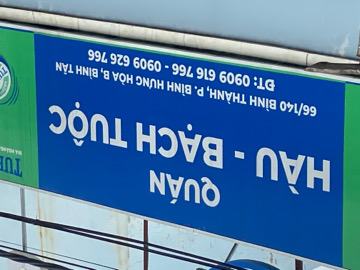 QUÁN
HÀU - BẠCH TUỘC
66/140 BÌNH THÀNH, P. BÌNH HƯNG HÒA B, BÌNH TÂN
ĐT: 0909 616 766 - 0909 626 766